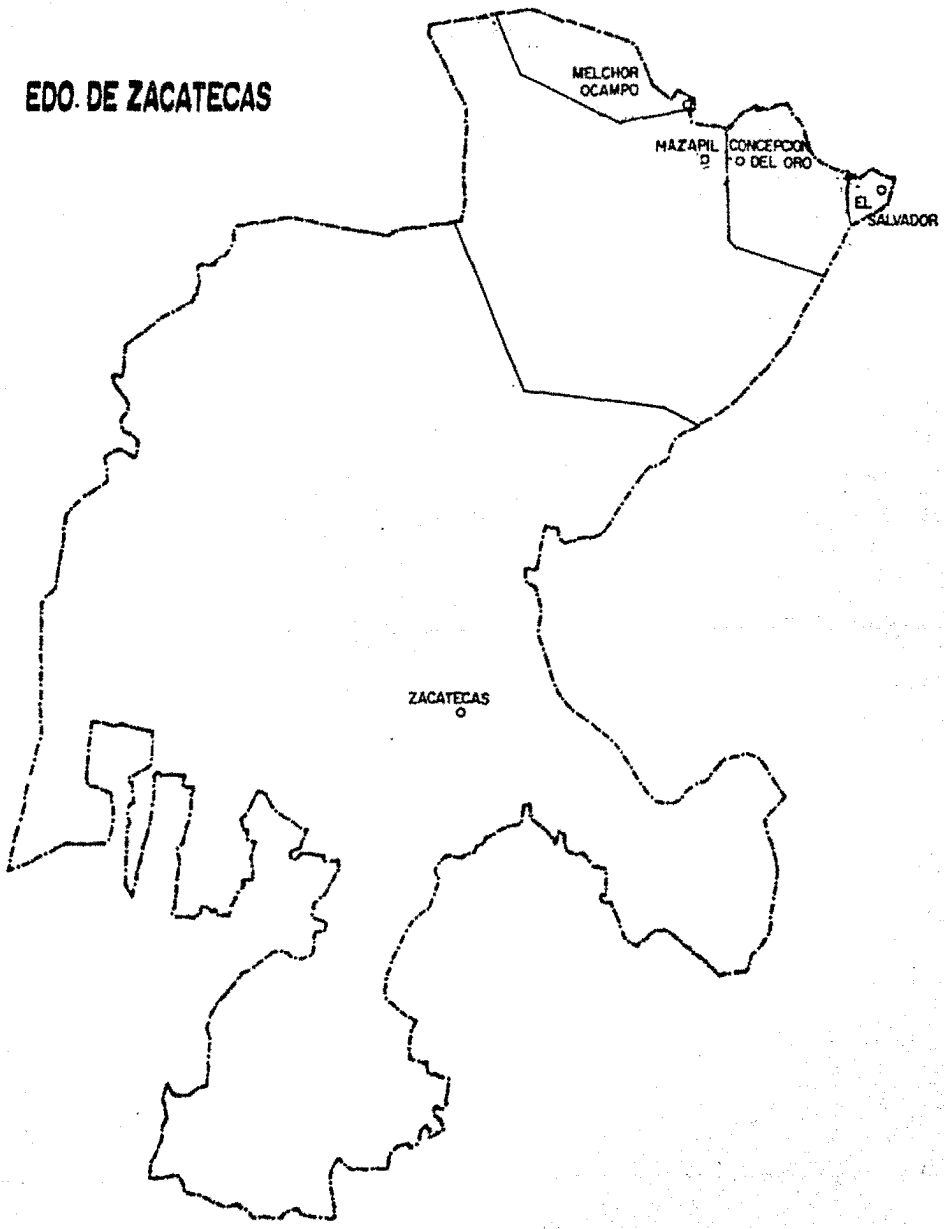 EDO. DE ZACATECAS
MELCHOR
OCAMPO
MAZAPIL
CONCEPCION
DEL ORO
EL
SALVADOR
ZACATECAS